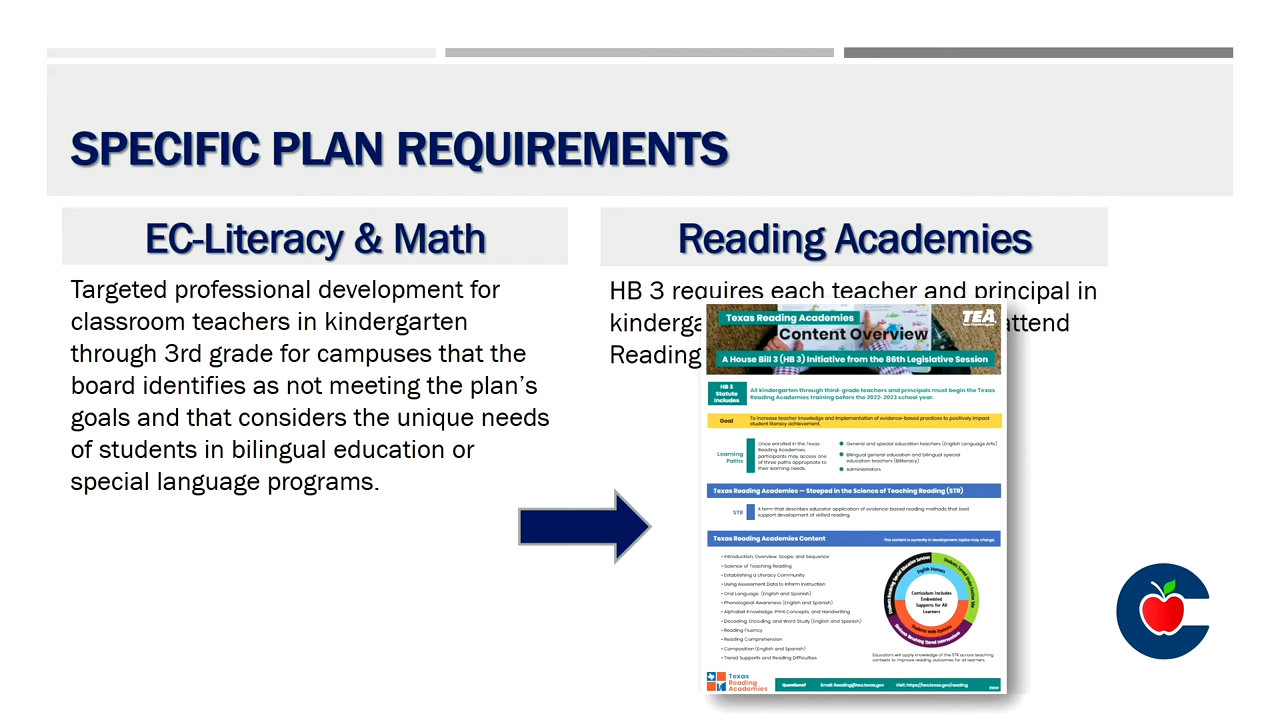 SPECIFIC PLAN REQUIREMENTS
EC-Literacy & Math
Targeted professional development for
classroom teachers in kindergarten
through 3rd grade for campuses that the
board identifies as not meeting the plan's
goals and that considers the unique needs
of students in bilingual education or
special language programs.
Reading Academies
HB 3 requires each teacher and principal in
attend
Reading
Texas Reading Academies
TEA
Content Overview
A House Bill 3 (HB 3) Initiative from the 86th Legislative Session
HB 3
Statute
Includes
All kindergarten through third-grade teachers and principals must begin the Texas
Reading Academies training before the 2022-2023 school year.
Goal
To increase teacher knowledge and implementation of evidence-based practices to positively impact
student literacy achievement.
Learning
Paths
Once enrolled in the Texas
Reading Academies,
participants may access one
of three paths appropriate to
their learning needs.
General and special education teachers (English Language Arts)
Bilingual general education and bilingual special
education teachers (Biliteracy)
Administrators
Texas Reading Academies — Steeped in the Science of Teaching Reading (STR)
STR
A term that describes educator application of evidence-based reading methods that best
support development of skilled reading.
Texas Reading Academies Content
This content is currently in development; topics may change.
• Introduction, Overview, Scope, and Sequence
• Science of Teaching Reading
• Establishing a Literacy Community
• Using Assessment Data to Inform Instruction
• Oral Language (English and Spanish)
• Phonological Awareness (English and Spanish)
• Alphabet Knowledge, Print Concepts, and Handwriting
• Decoding, Encoding, and Word Study (English and Spanish)
• Reading Fluency
• Reading Comprehension
• Composition (English and Spanish)
• Tiered Supports and Reading Difficulties
English Learners
Curriculum Includes
Embedded
Supports for All
Learners
Students with Dyslexia
Students Receiving Special Education Services
Students Receiving Tiered Interventions
Educators will apply knowledge of the STR across teaching
contexts to improve reading outcomes for all learners.
Texas
Reading
Academies
Questions?
Email: Reading@tea.texas.gov
Visit: https://tea.texas.gov/reading